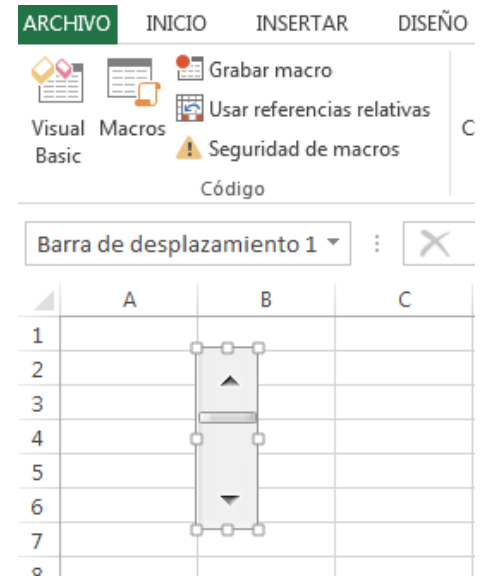 ARCHIVO INICIO INSERTAR DISEÑO
Grabar macro
Usar referencias relativas
Visual Basic Macros
Seguridad de macros
C
Código
Barra de desplazamiento 1
A B C
1
2
3
4
5
6
7
8